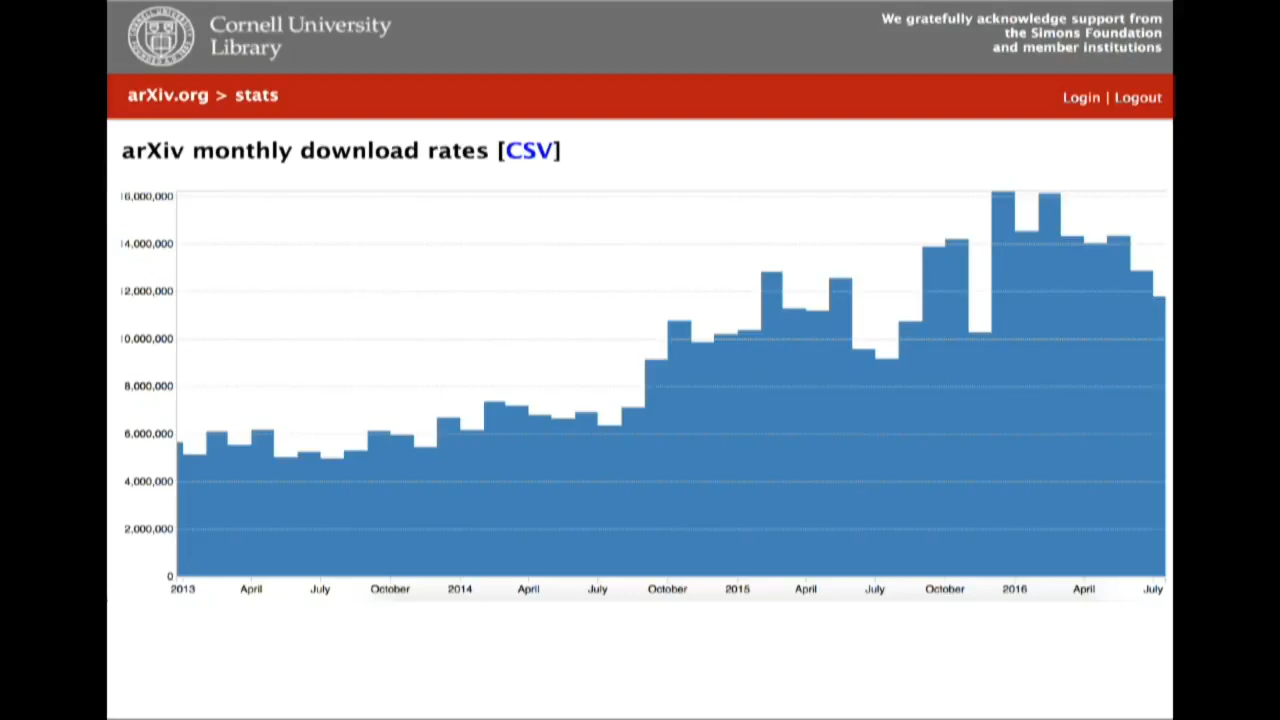 Cornell University
Library
We gratefully acknowledge support from
the Simons Foundation
and member institutions
arXiv.org > stats
Login | Logout
arXiv monthly download rates [CSV]
16,000,000
14,000,000
12,000,000
10,000,000
8,000,000
6,000,000
4,000,000
2,000,000
0
2013 April July October 2014 April July October 2015 April July October 2016 April July